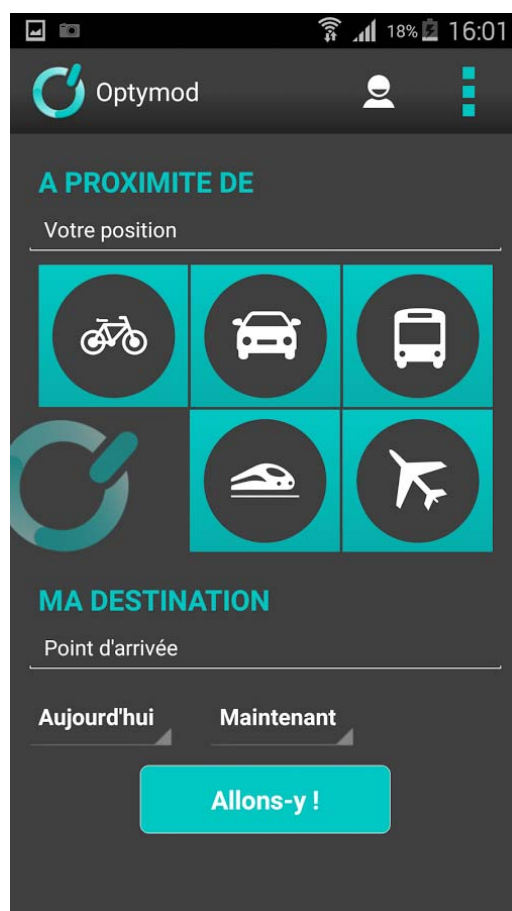 18% 16:01
Optymod
A PROXIMITE DE
Votre position
MA DESTINATION
Point d'arrivée
Aujourd'hui Maintenant
Allons-y !